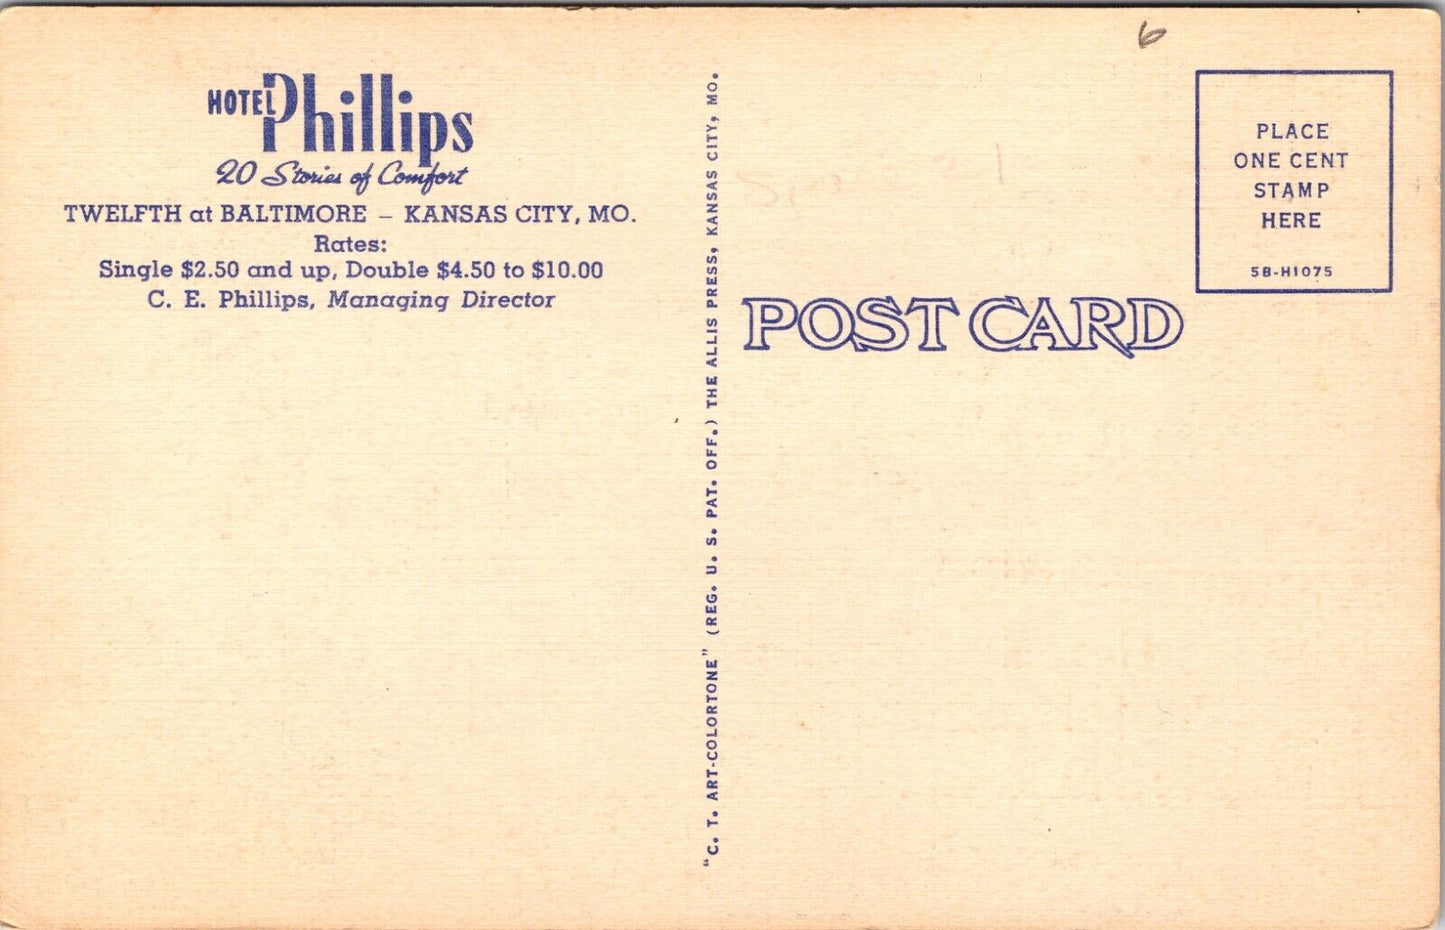 HOTEL Phillips
20 Stories of Comfort
TWELFTH at BALTIMORE – KANSAS CITY, MO.
Rates:
Single $2.50 and up, Double $4.50 to $10.00
C. E. Phillips, Managing Director
"C. T. ART-COLORTONE" (REG. U. S. PAT. OFF.) THE ALLIS PRESS, KANSAS CITY, MO.
6
PLACE
ONE CENT
STAMP
HERE
5B-H1075
POST CARD